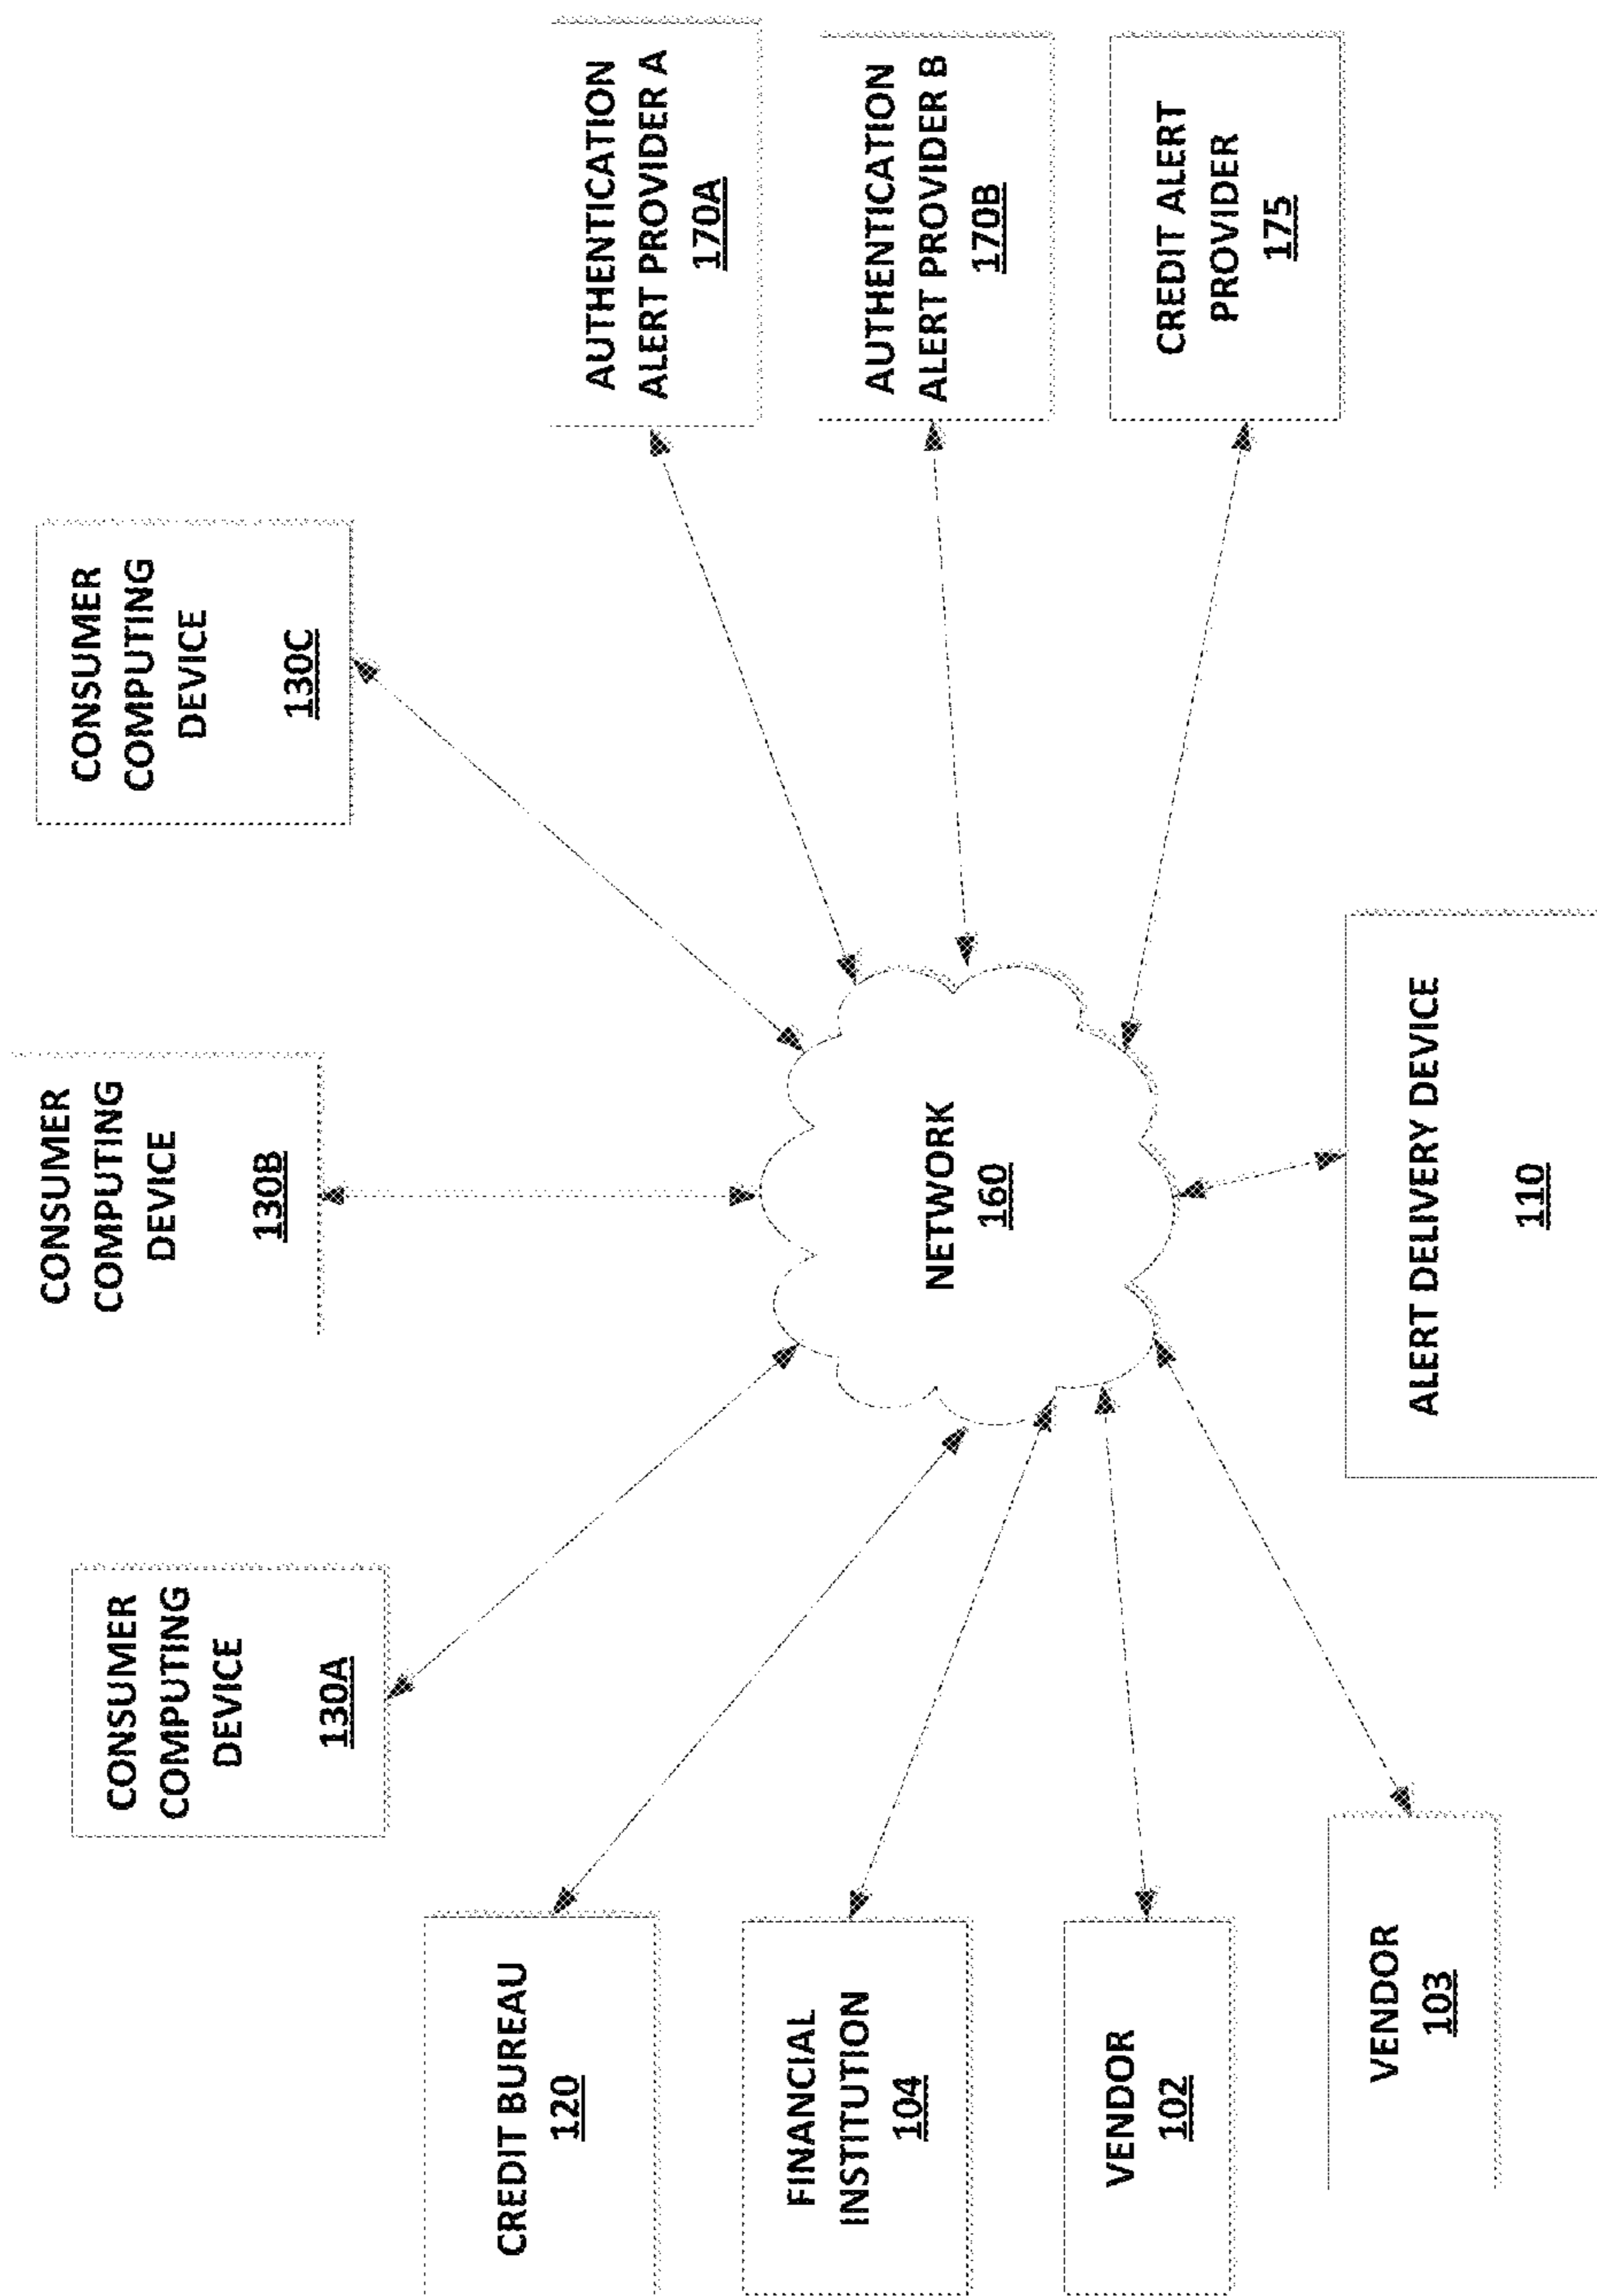 CONSUMER
COMPUTING
DEVICE
130A
CONSUMER
COMPUTING
DEVICE
130B
CONSUMER
COMPUTING
DEVICE
130C
CREDIT BUREAU
120
FINANCIAL
INSTITUTION
104
VENDOR
102
VENDOR
103
NETWORK
160
ALERT DELIVERY DEVICE
110
AUTHENTICATION
ALERT PROVIDER A
170A
AUTHENTICATION
ALERT PROVIDER B
170B
CREDIT ALERT
PROVIDER
175